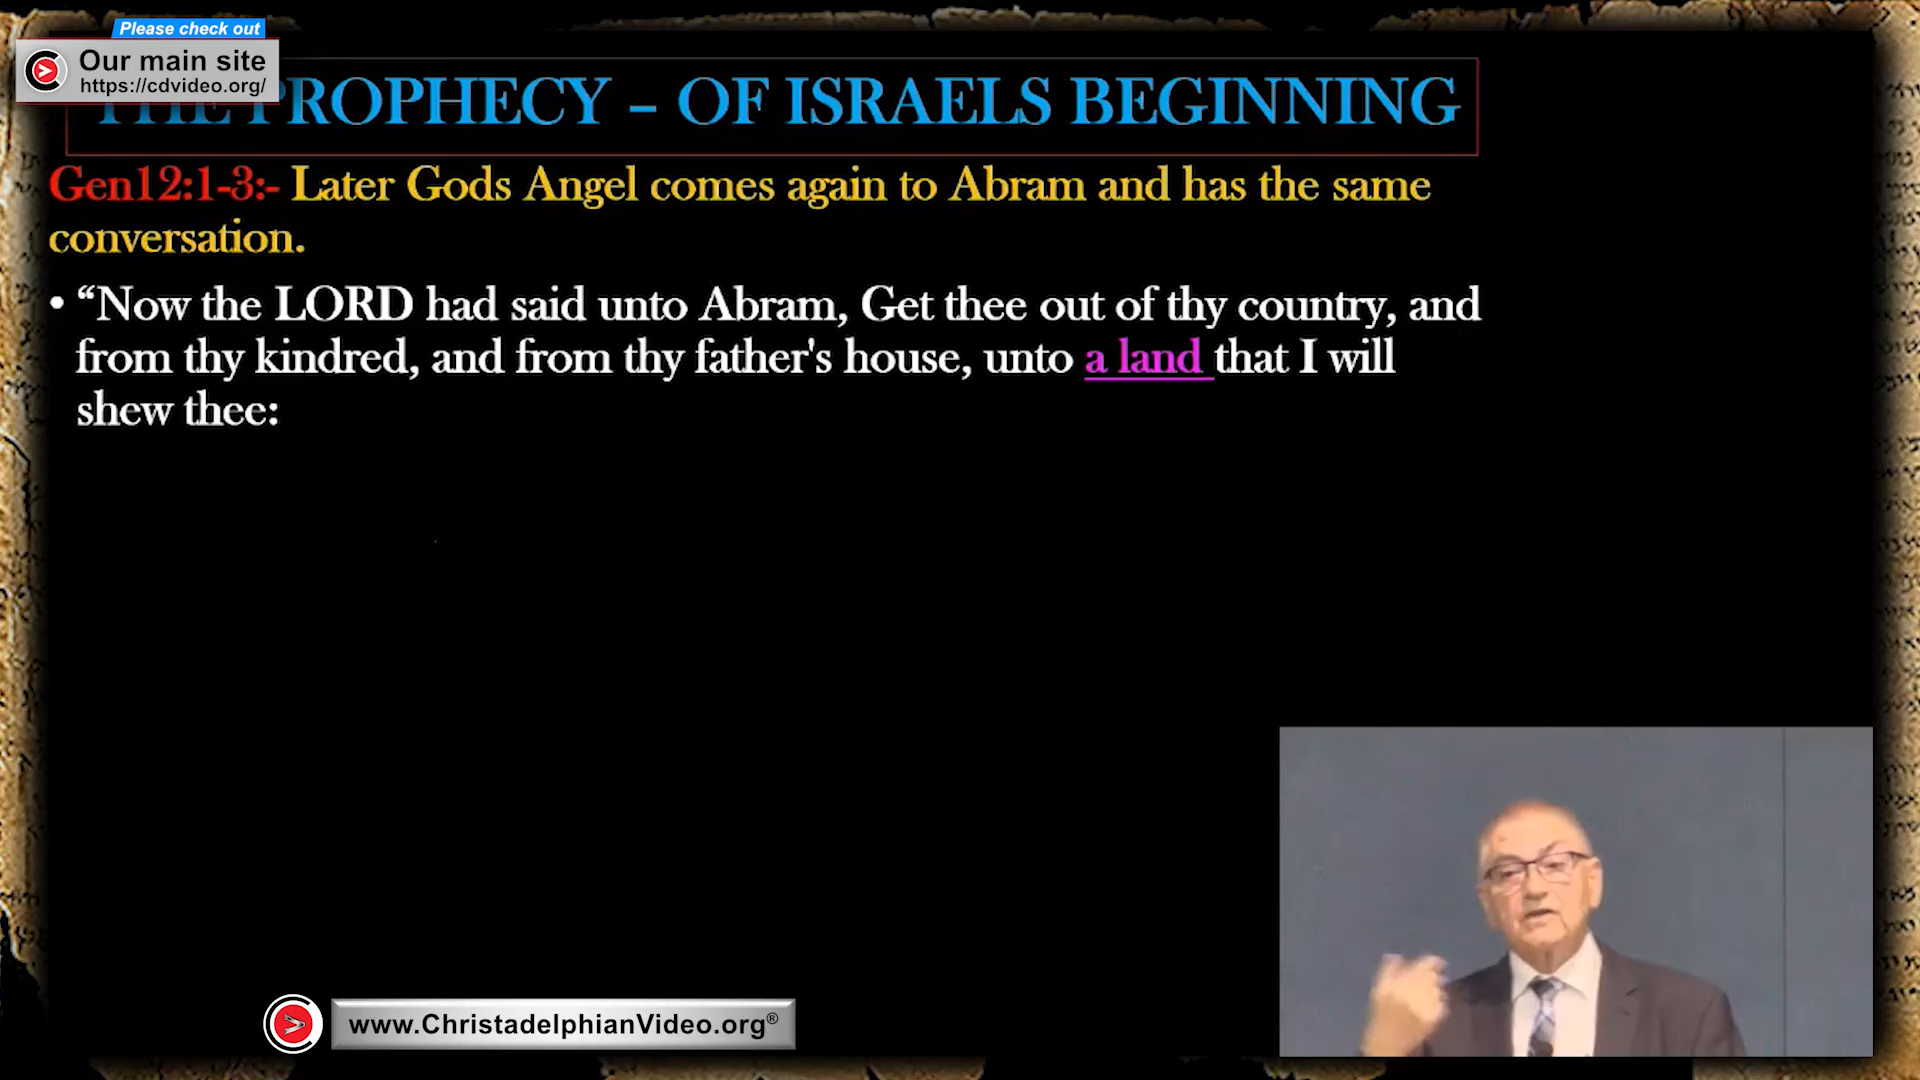 Please check out
Our main site
https://cdvideo.org/
THE PROPHECY – OF ISRAELS BEGINNING
Gen12:1-3:- Later Gods Angel comes again to Abram and has the same
conversation.
• “Now the LORD had said unto Abram, Get thee out of thy country, and
from thy kindred, and from thy father's house, unto a land that I will
shew thee:
www.ChristadelphianVideo.org®